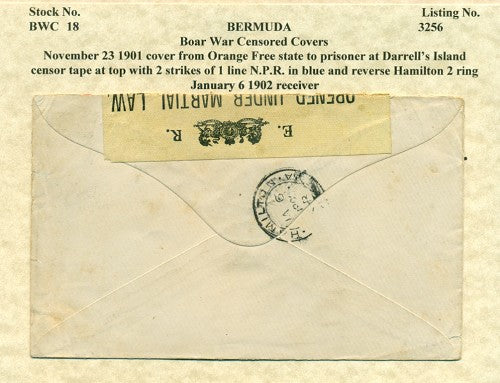 Stock No. BERMUDA Listing No.
BWC 18 3256
Boar War Censored Covers
November 23 1901 cover from Orange Free state to prisoner at Darrell's Island
censor tape at top with 2 strikes of 1 line N.P.R. in blue and reverse Hamilton 2 ring
January 6 1902 receiver
OPENED UNDER MARTIAL LAW.
E. R.
HAMILTON